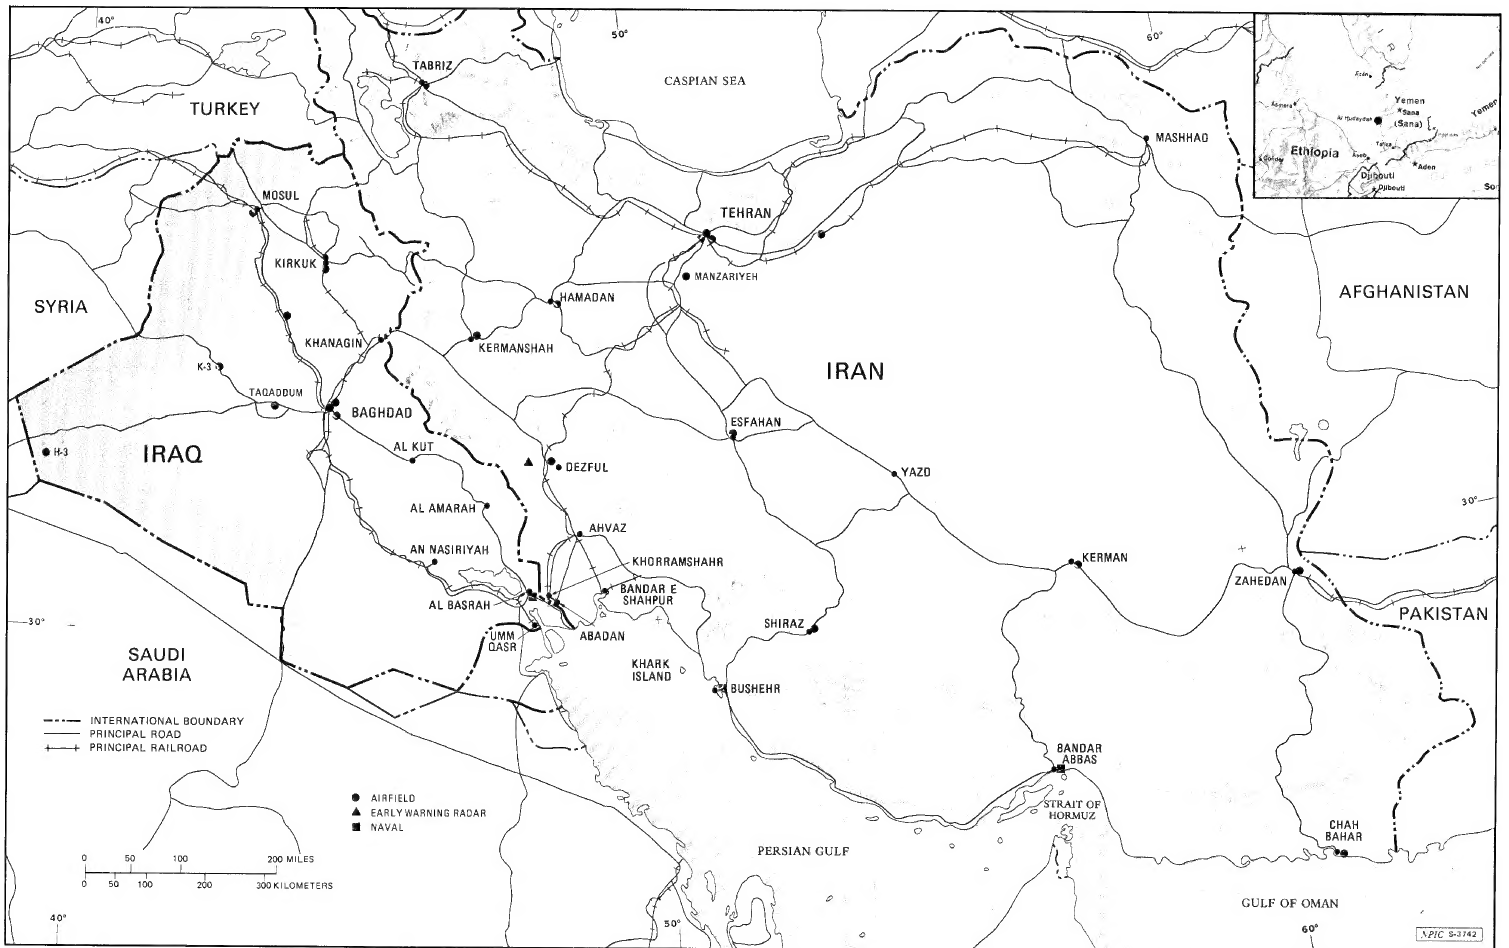 40°
50°
60°
TABRIZ
CASPIAN SEA
TURKEY
MASHHAD
MOSUL
TEHRAN
KIRKUK
MANZARIYEH
SYRIA
HAMADAN
AFGHANISTAN
KHANAGIN
KERMANSHAH
K-3
IRAN
TAQADDUM
BAGHDAD
ESFAHAN
AL KUT
IRAQ
H-3
DEZFUL
YAZD
AL AMARAH
30°
AHVAZ
AN NASIRIYAH
KHORRAMSHAHR
KERMAN
ZAHEDAN
BANDAR E
SHAHPUR
AL BASRAH
PAKISTAN
30°
SHIRAZ
UMM
QASR
ABADAN
SAUDI
ARABIA
KHARK
ISLAND
BUSHEHR
INTERNATIONAL BOUNDARY
PRINCIPAL ROAD
PRINCIPAL RAILROAD
BANDAR
ABBAS
AIRFIELD
EARLY WARNING RADAR
NAVAL
STRAIT OF
HORMUZ
CHAH
BAHAR
PERSIAN GULF
0 50 100 200 MILES
0 50 100 200 300 KILOMETERS
GULF OF OMAN
40°
50°
60°
NPIC S-3742
Yemen
Sana
(Sana)
Al Hudaydah
Yemen
Ethiopia
Aseb
Aden
Djibouti
Djibouti
So